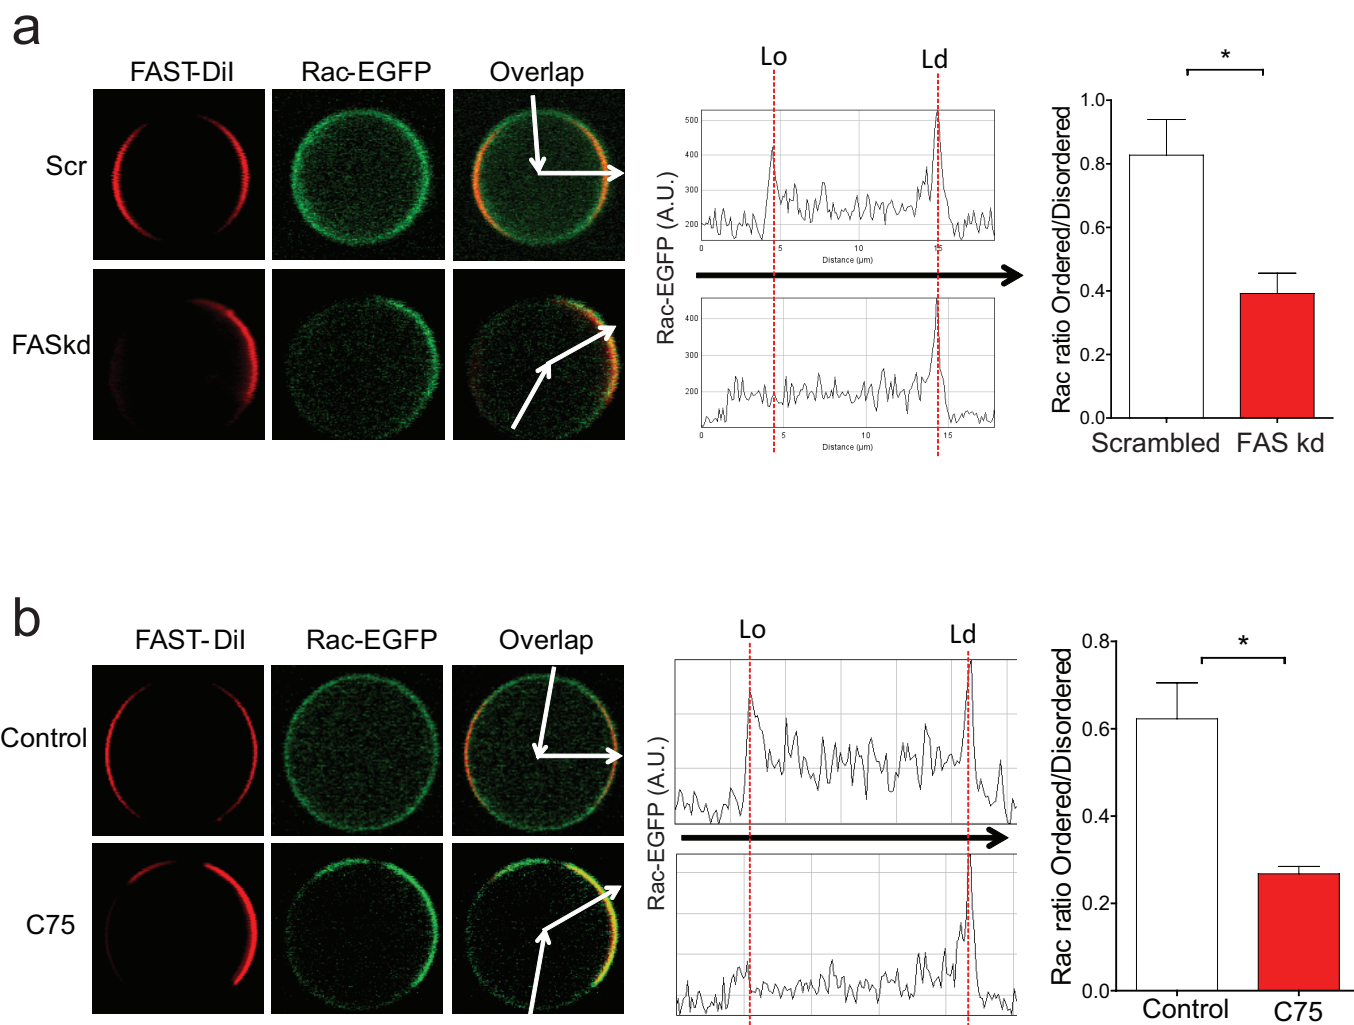 a
FAST-DiI Rac-EGFP Overlap
Scr
FASkd
Lo Ld
Rac-EGFP (A.U.)
500
400
300
200
0 5 10 15
Distance (µm)
400
300
200
0 5 10 15
Distance (µm)
*
Rac ratio Ordered/Disordered
1.0
0.8
0.6
0.4
0.2
0.0
Scrambled FAS kd
b
FAST-DiI Rac-EGFP Overlap
Control
C75
Lo Ld
Rac-EGFP (A.U.)
*
Rac ratio Ordered/Disordered
0.8
0.6
0.4
0.2
0.0
Control C75